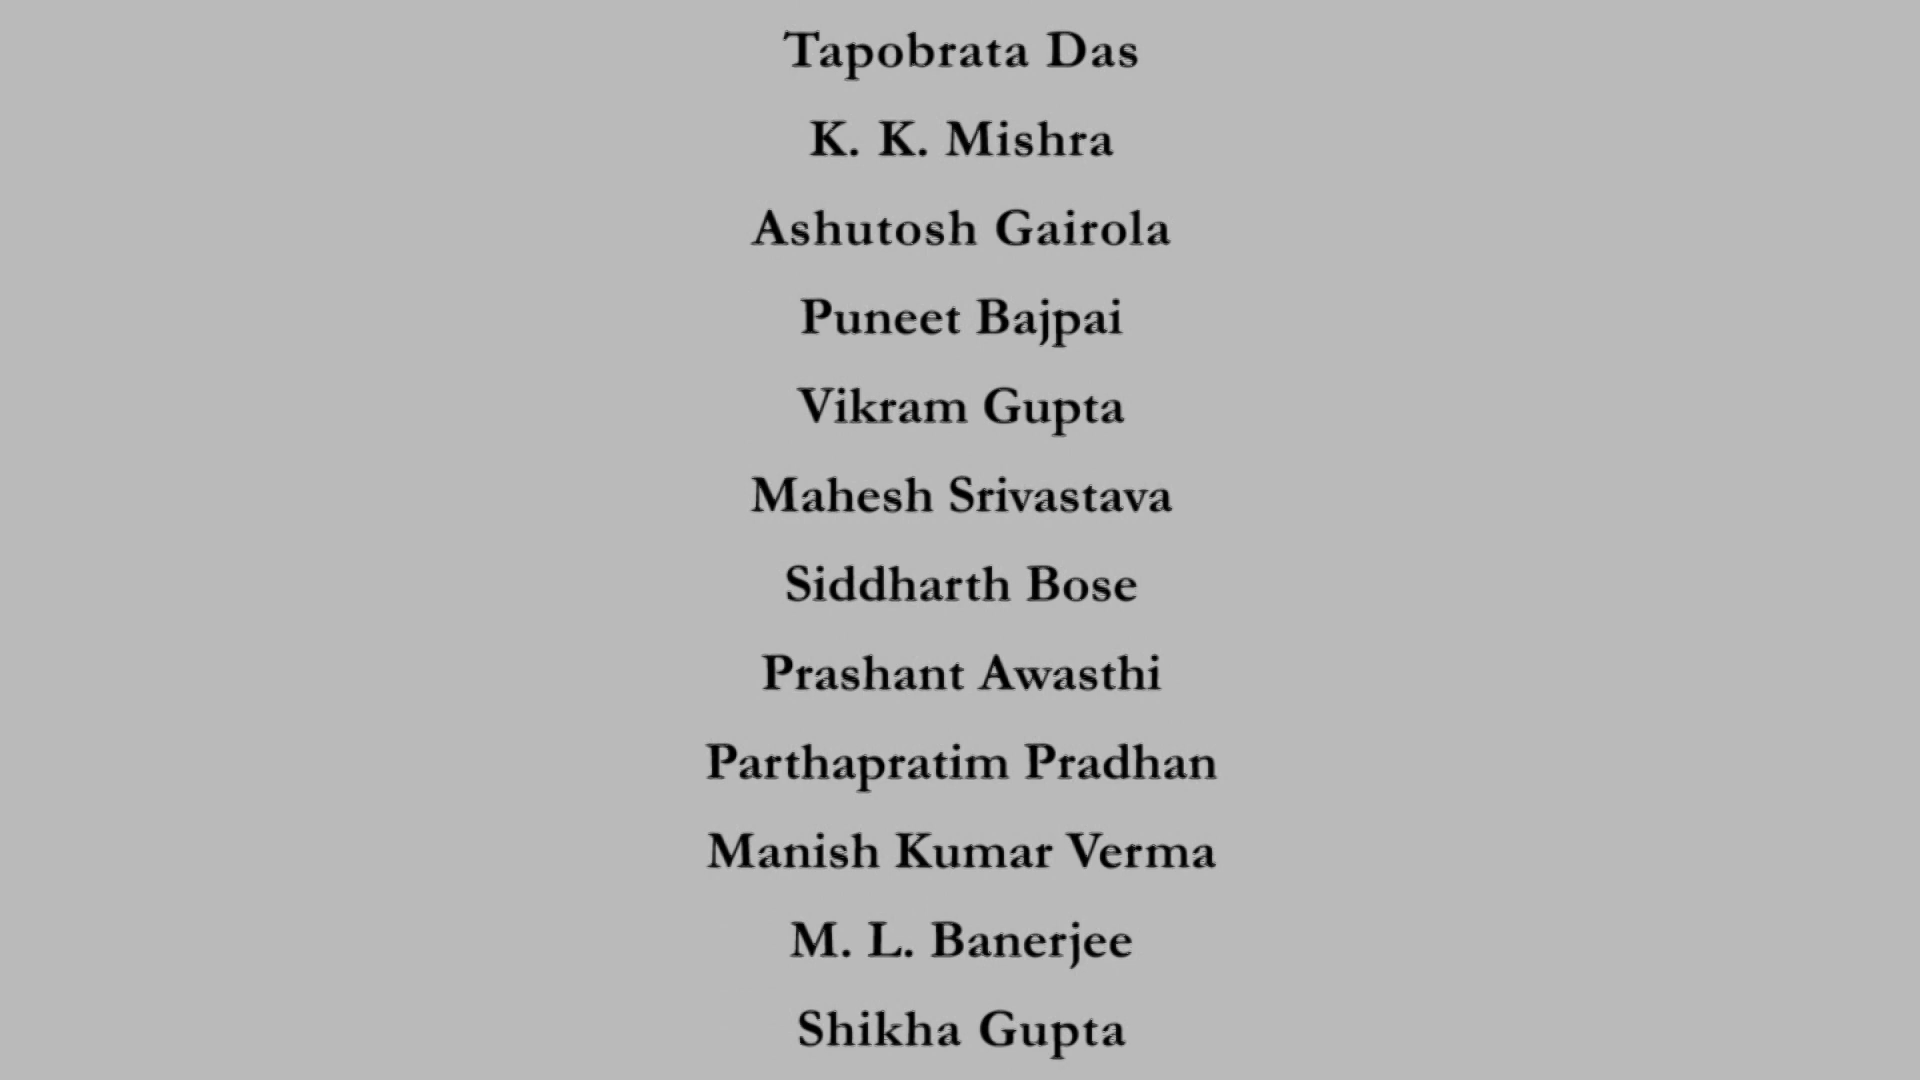 Tapobrata Das
K. K. Mishra
Ashutosh Gairola
Puneet Bajpai
Vikram Gupta
Mahesh Srivastava
Siddharth Bose
Prashant Awasthi
Parthapratim Pradhan
Manish Kumar Verma
M. L. Banerjee
Shikha Gupta